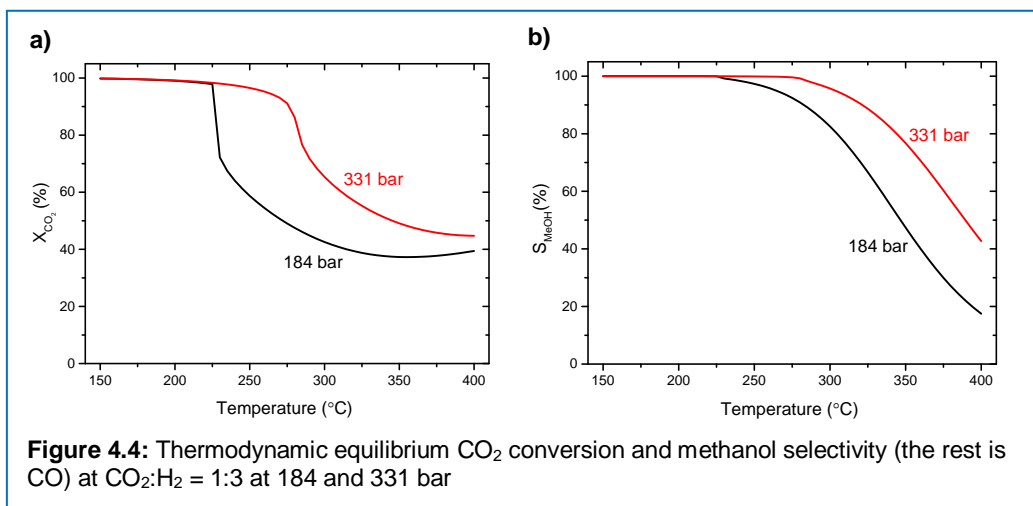 a)
X_CO₂ (%)
100
80
60
40
20
0
331 bar
184 bar
150 200 250 300 350 400
Temperature (°C)
b)
S_MeOH (%)
100
80
60
40
20
0
331 bar
184 bar
150 200 250 300 350 400
Temperature (°C)
Figure 4.4: Thermodynamic equilibrium CO₂ conversion and methanol selectivity (the rest is
CO) at CO₂:H₂ = 1:3 at 184 and 331 bar